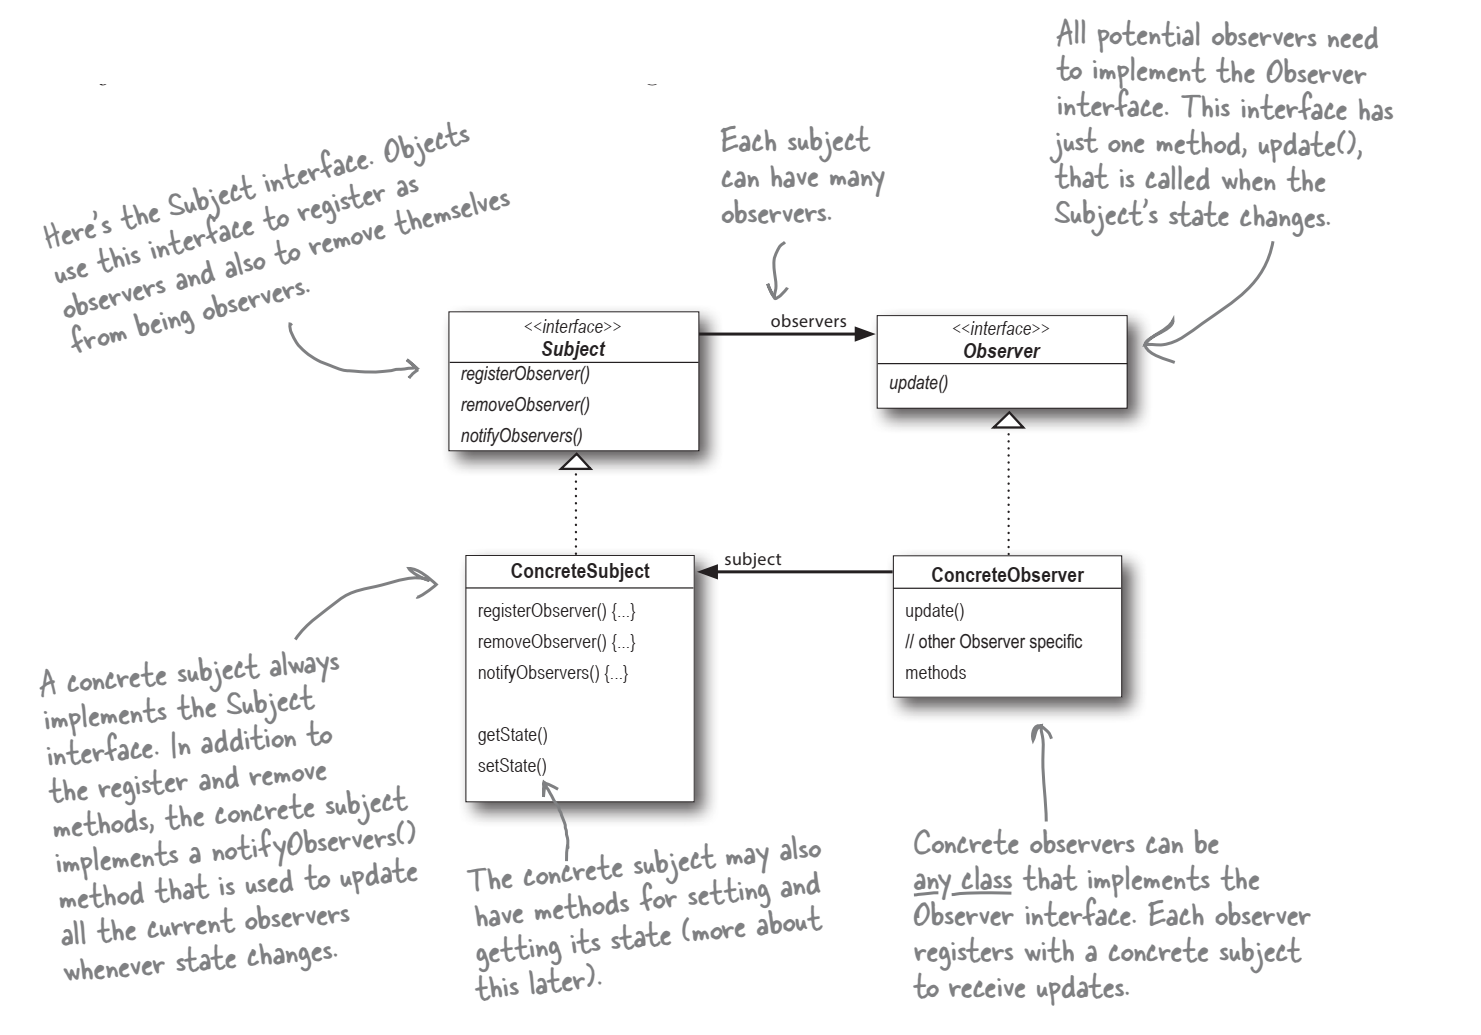 All potential observers need
to implement the Observer
interface. This interface has
just one method, update(),
that is called when the
Subject's state changes.
Each subject
can have many
observers.
Here's the Subject interface. Objects
use this interface to register as
observers and also to remove themselves
from being observers.
observers
<<interface>>
Subject
registerObserver()
removeObserver()
notifyObservers()
<<interface>>
Observer
update()
subject
ConcreteSubject
registerObserver() {...}
removeObserver() {...}
notifyObservers() {...}
getState()
setState()
ConcreteObserver
update()
// other Observer specific
methods
A concrete subject always
implements the Subject
interface. In addition to
the register and remove
methods, the concrete subject
implements a notifyObservers()
method that is used to update
all the current observers
whenever state changes.
The concrete subject may also
have methods for setting and
getting its state (more about
this later).
Concrete observers can be
any class that implements the
Observer interface. Each observer
registers with a concrete subject
to receive updates.